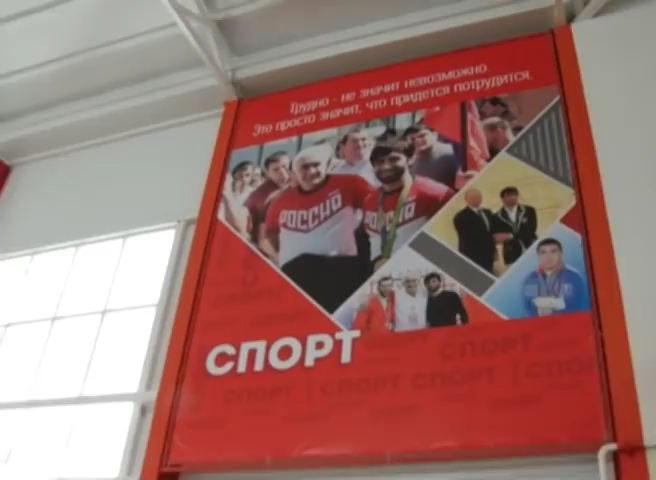 Трудно - не значит невозможно.
Это просто значит, что придется потрудится.
РОССИЯ
РОССИЯ
СПОРТ
СПОРТ
СПОРТ | СПОРТ СПОРТ | СПОРТ